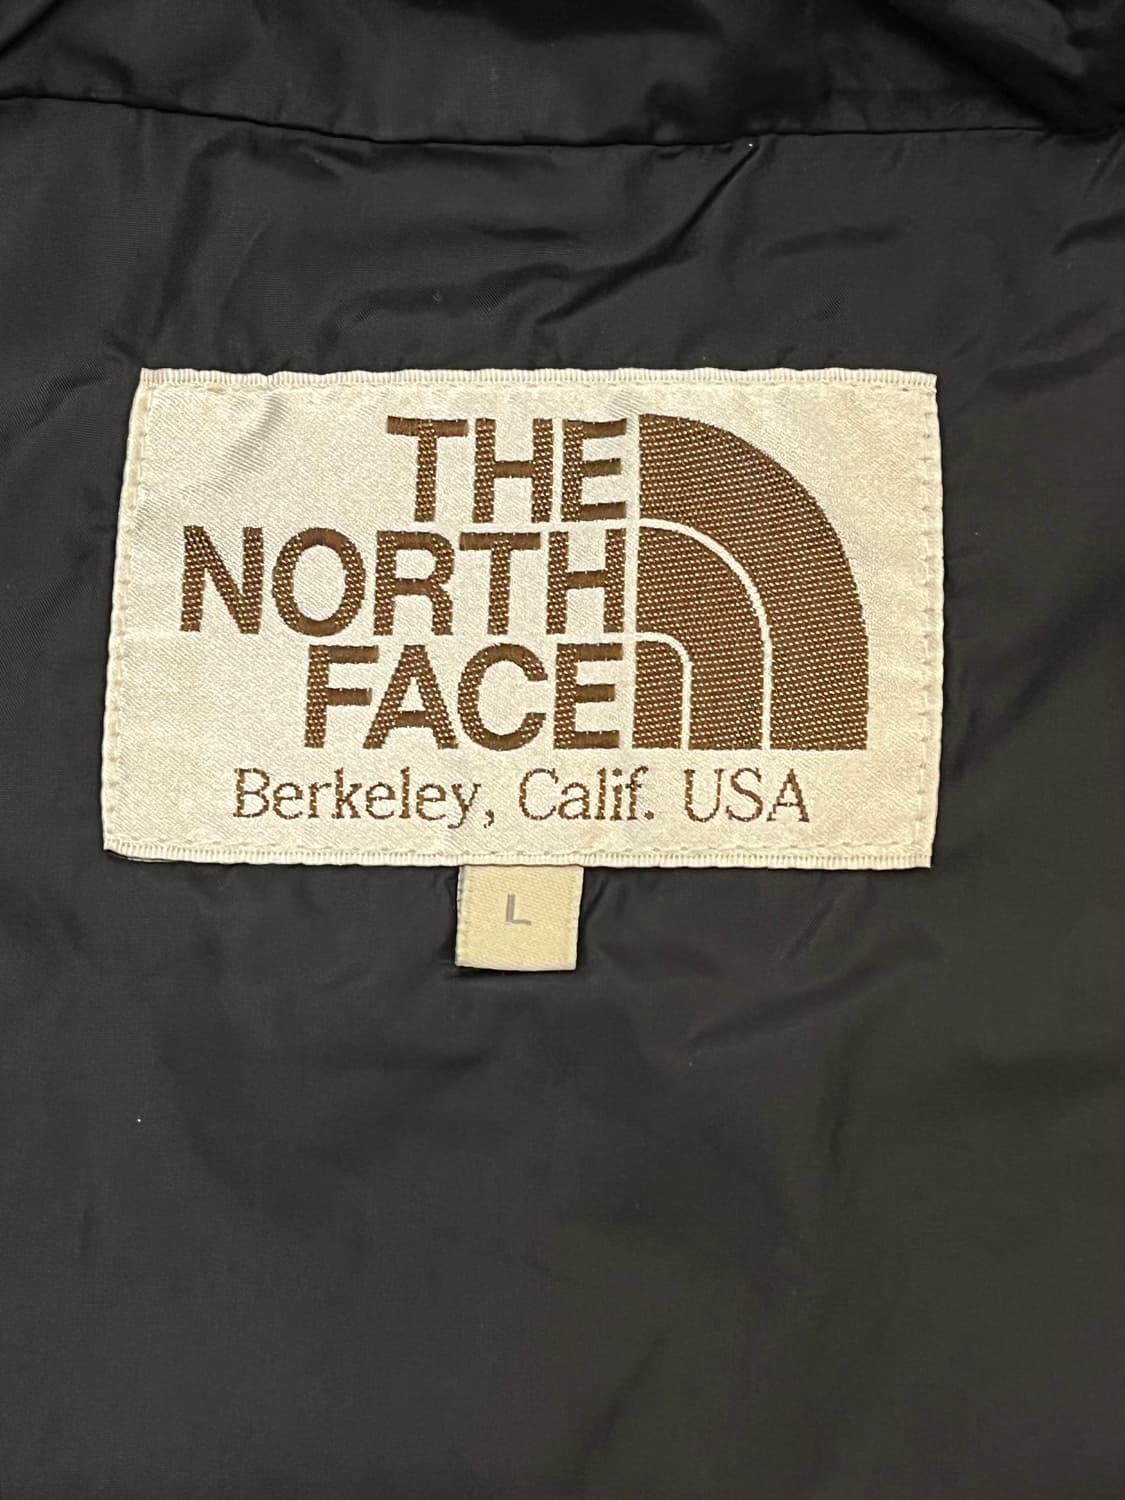 THE
NORTH
FACE
Berkeley, Calif. USA
L